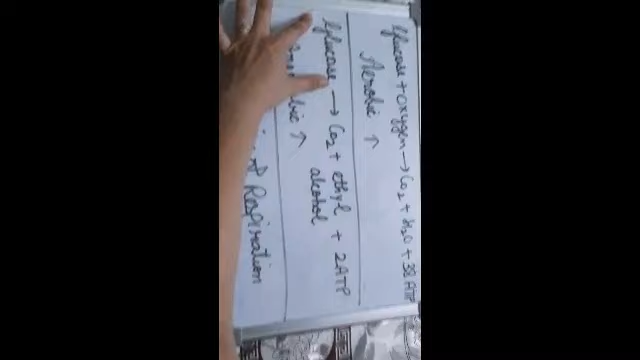 Glucose + oxygen → Co2 + H2O + 38 ATP
Aerobic ↑
Glucose → Co2 + ethyl alcohol + 2ATP
↑
Respiration